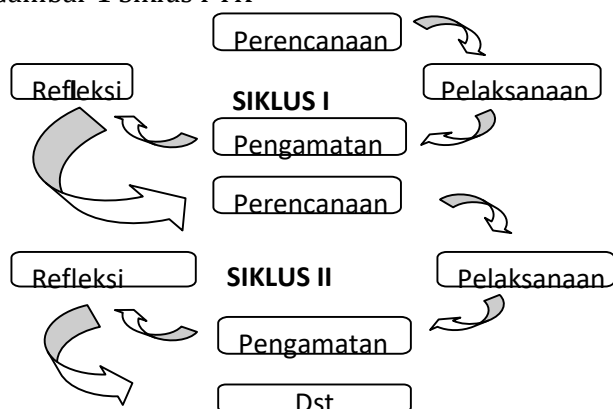 Gambar 1 siklus PTK
Perencanaan
Refleksi
SIKLUS I
Pelaksanaan
Pengamatan
Perencanaan
Refleksi
SIKLUS II
Pelaksanaan
Pengamatan
Dst